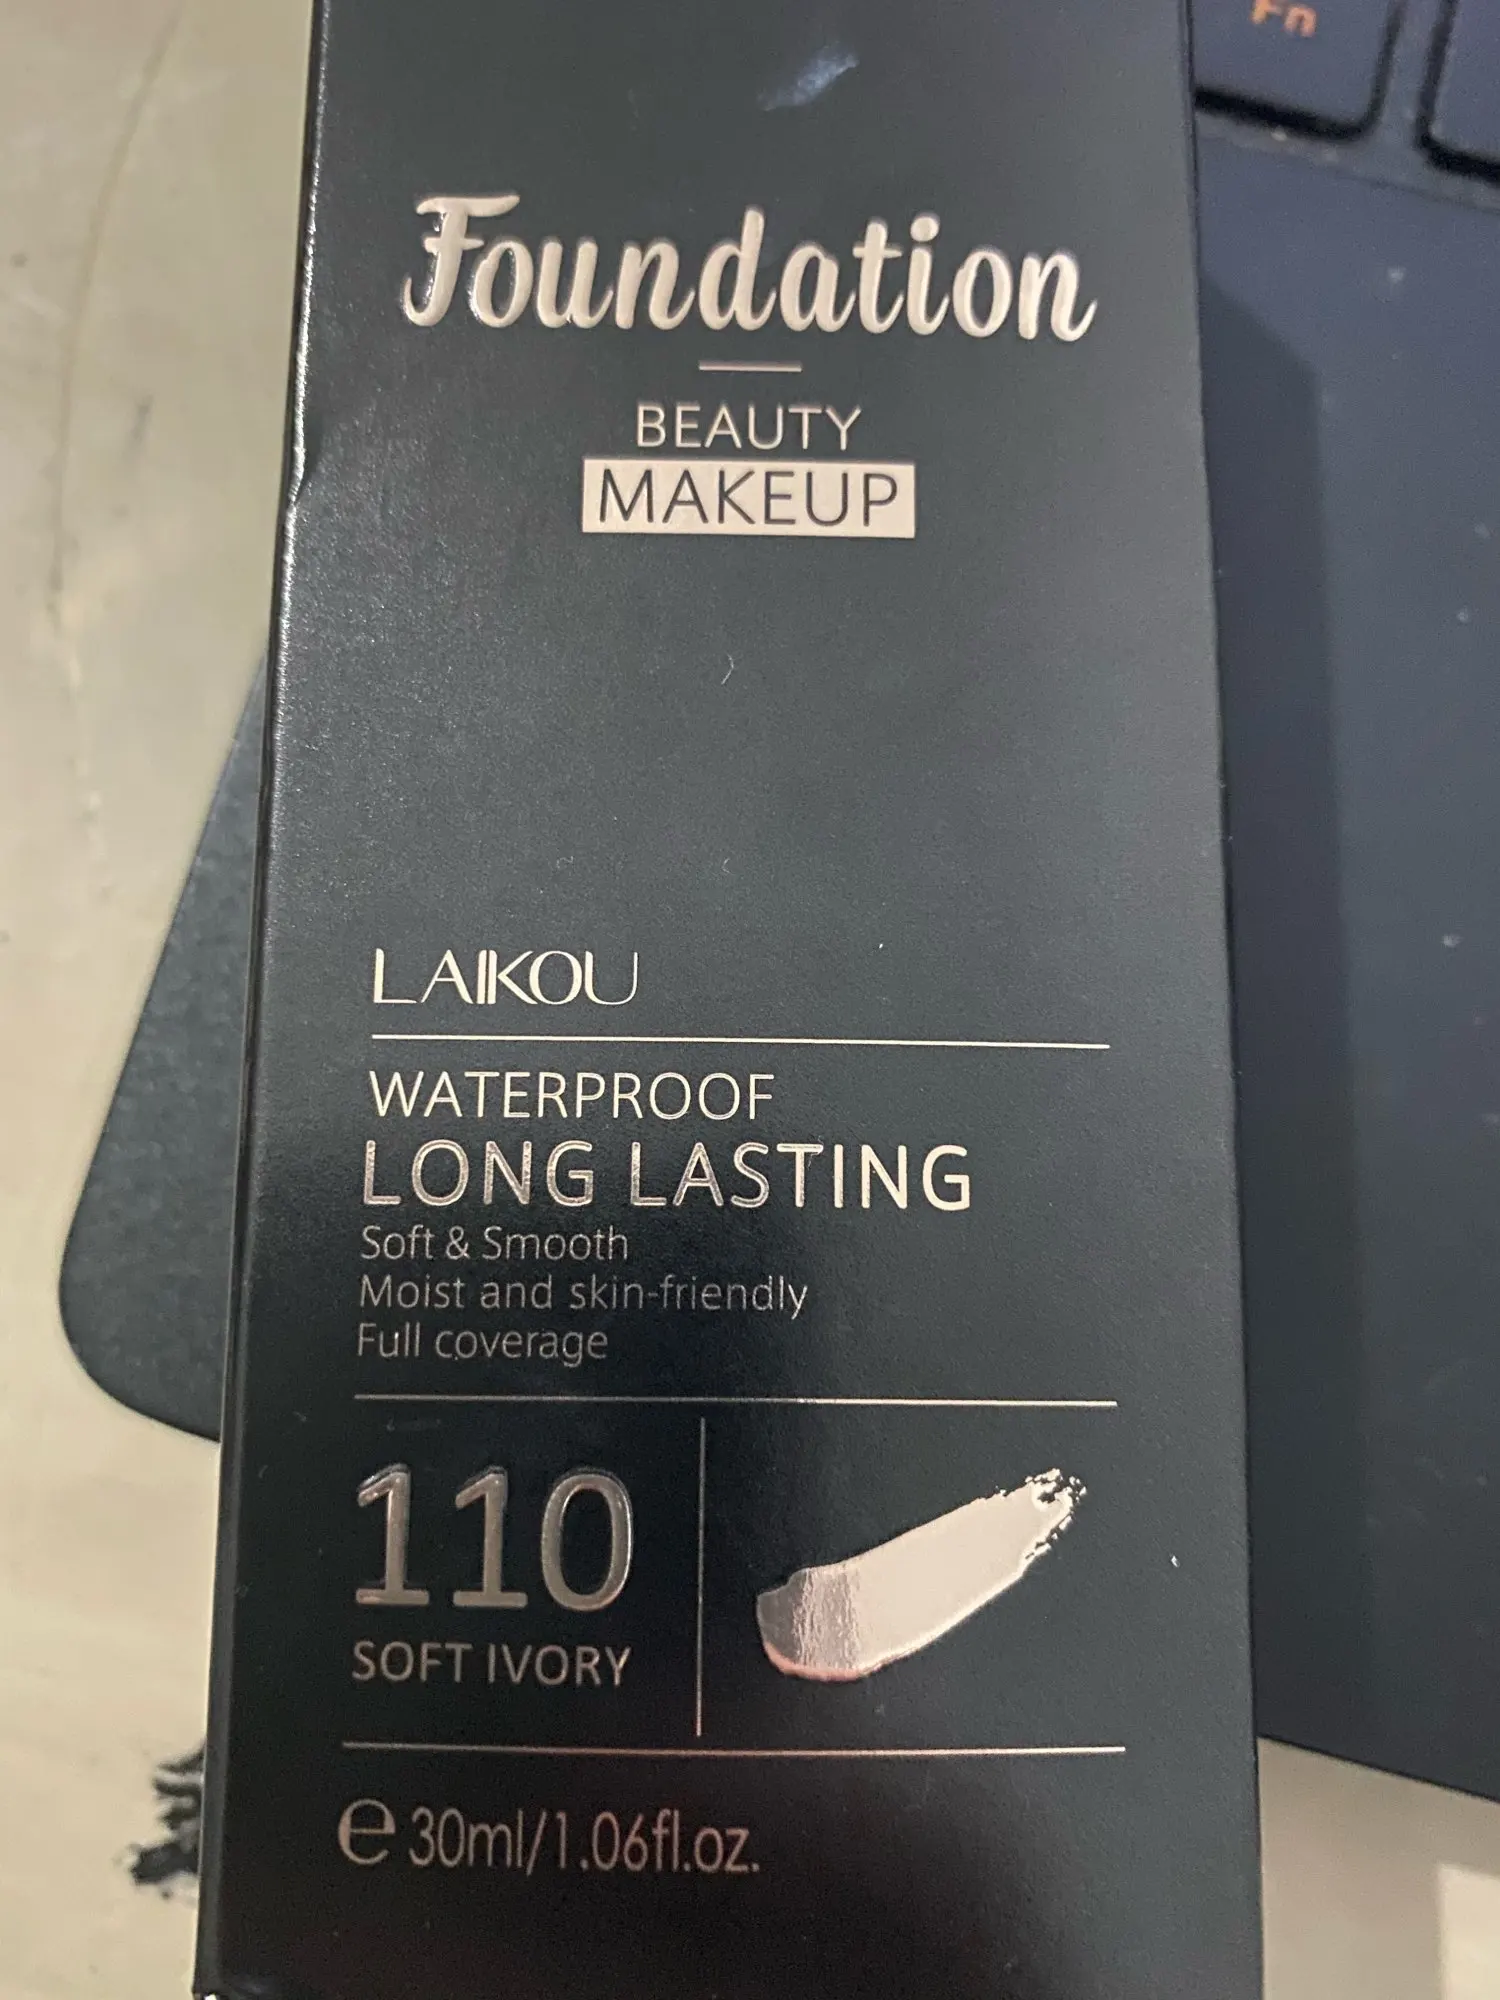 Fn
Foundation
BEAUTY
MAKEUP
LAIKOU
WATERPROOF
LONG LASTING
Soft & Smooth
Moist and skin-friendly
Full coverage
110
SOFT IVORY
e 30ml/1.06fl.oz.